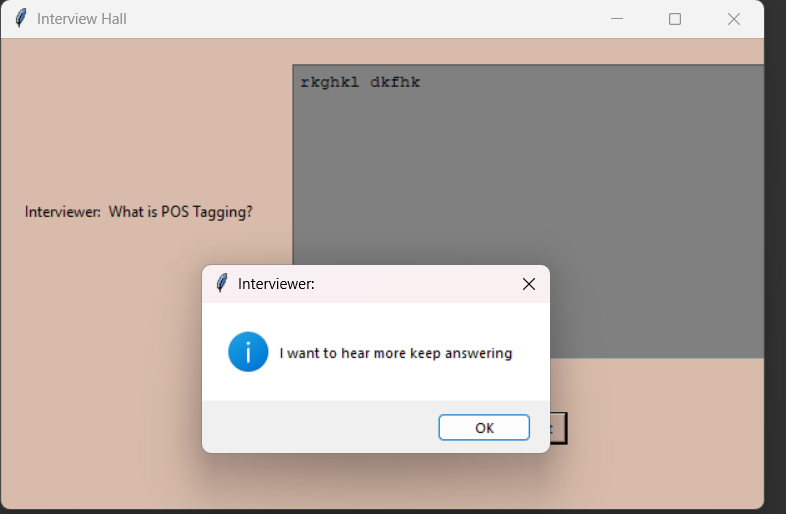 Interview Hall
rkghkl dkfhk
Interviewer:  What is POS Tagging?
Interviewer:
I want to hear more keep answering
OK